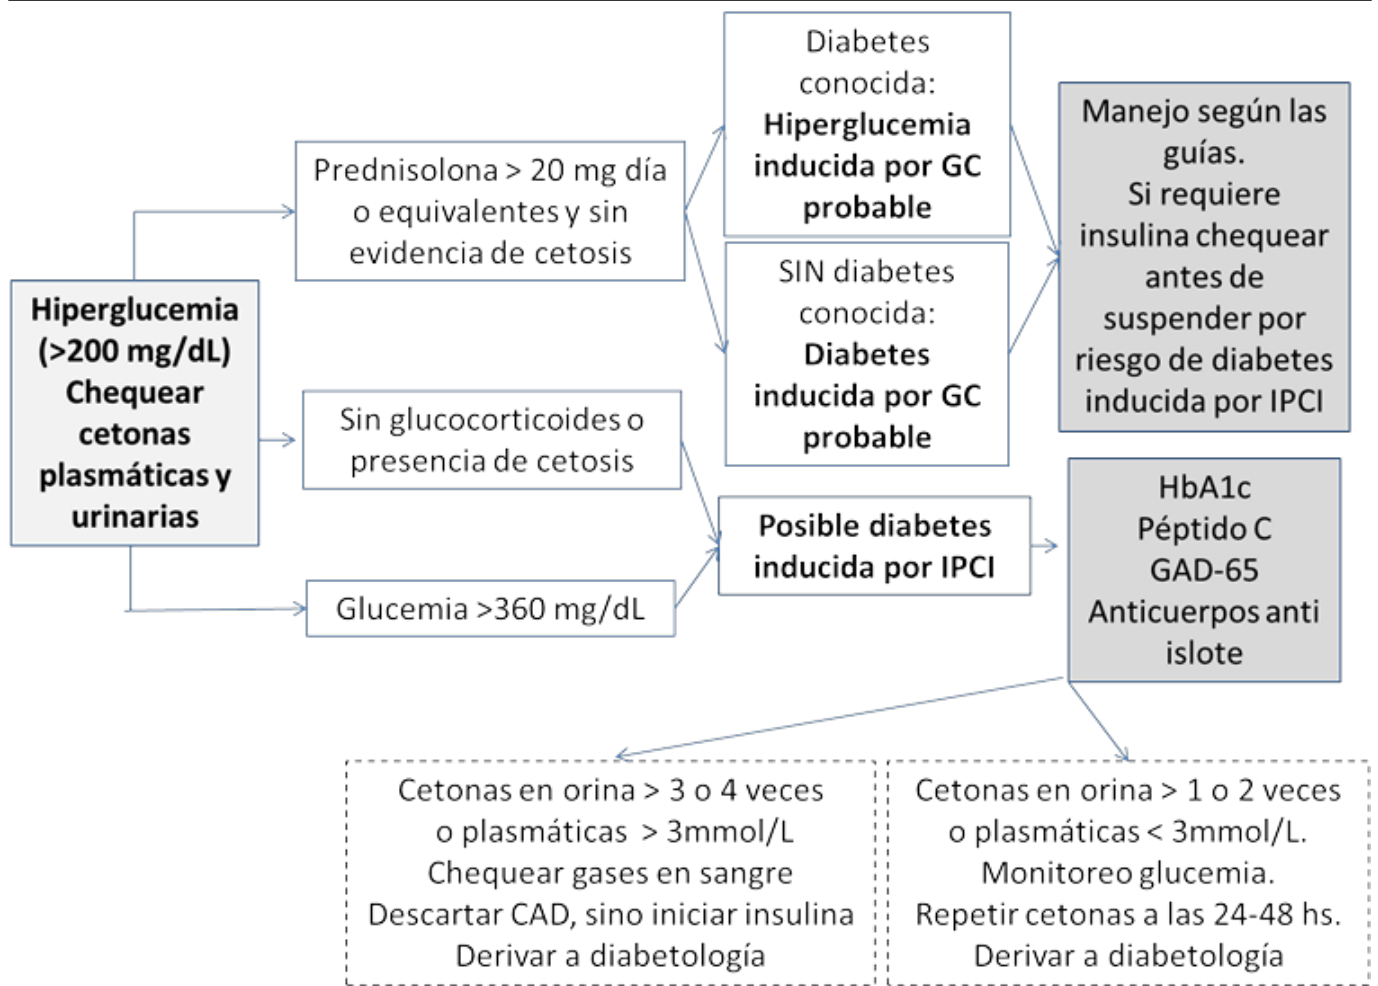 Hiperglucemia
(>200 mg/dL)
Chequear
cetonas
plasmáticas y
urinarias
Prednisolona > 20 mg día
o equivalentes y sin
evidencia de cetosis
Sin glucocorticoides o
presencia de cetosis
Glucemia >360 mg/dL
Diabetes
conocida:
Hiperglucemia
inducida por GC
probable
SIN diabetes
conocida:
Diabetes
inducida por GC
probable
Posible diabetes
inducida por IPCI
Manejo según las
guías.
Si requiere
insulina chequear
antes de
suspender por
riesgo de diabetes
inducida por IPCI
HbA1c
Péptido C
GAD-65
Anticuerpos anti
islote
Cetonas en orina > 3 o 4 veces
o plasmáticas > 3mmol/L
Chequear gases en sangre
Descartar CAD, sino iniciar insulina
Derivar a diabetología
Cetonas en orina > 1 o 2 veces
o plasmáticas < 3mmol/L.
Monitoreo glucemia.
Repetir cetonas a las 24-48 hs.
Derivar a diabetología